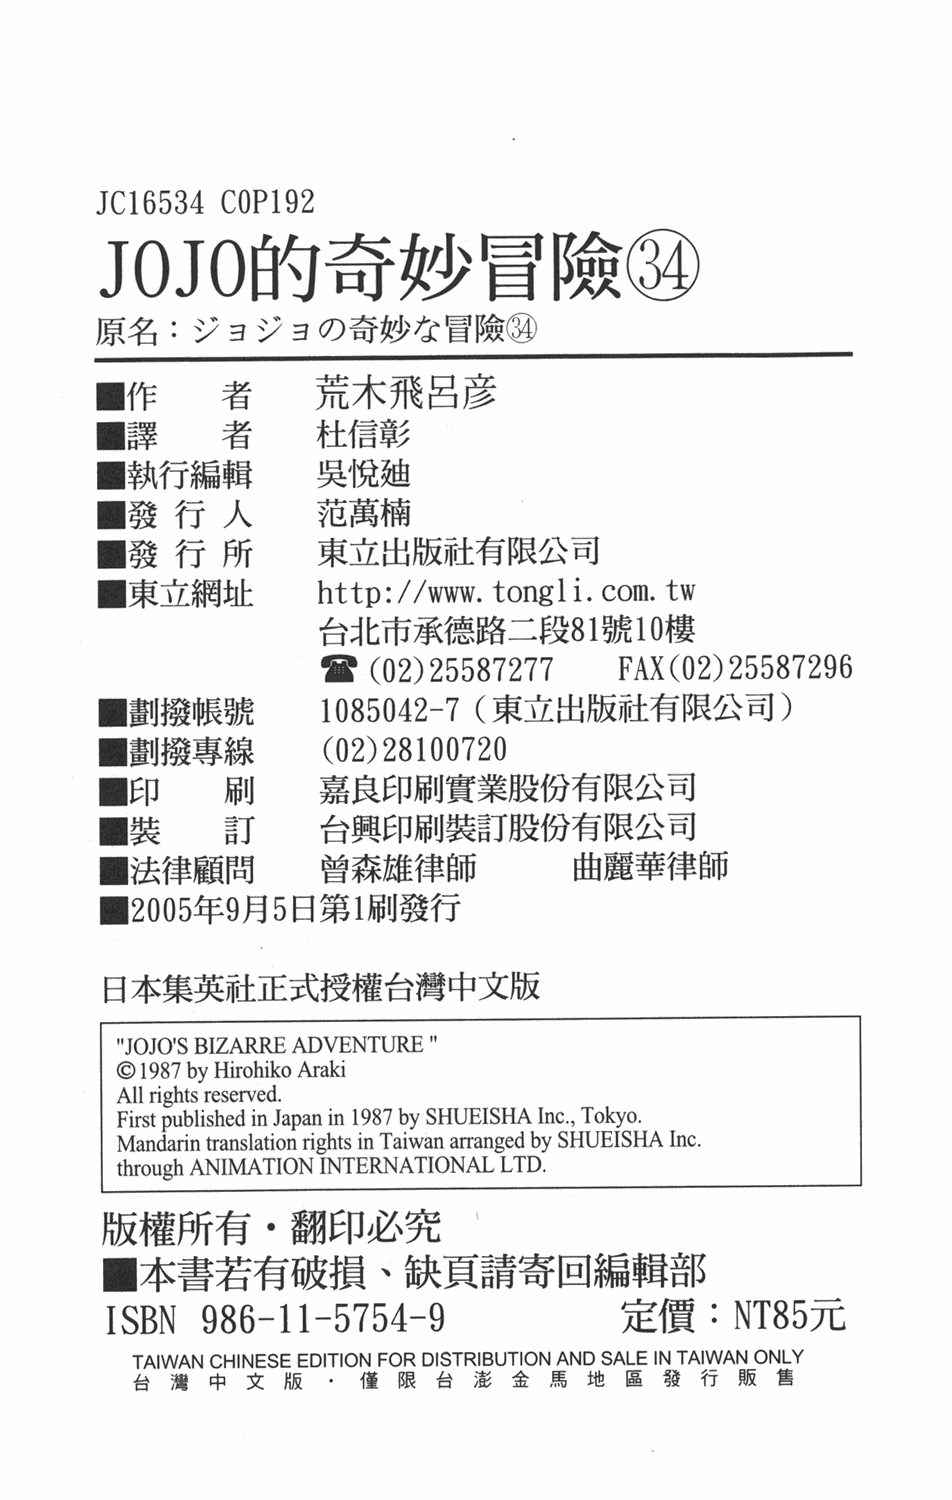 JC16534 C0P192
JOJO的奇妙冒險㉞
原名：ジョジョの奇妙な冒險㉞
■作　　者　荒木飛呂彦
■譯　　者　杜信彰
■執行編輯　吳悅廸
■發 行 人　范萬楠
■發 行 所　東立出版社有限公司
■東立網址　http://www.tongli.com.tw
台北市承德路二段81號10樓
☎(02)25587277　FAX(02)25587296
■劃撥帳號　1085042-7（東立出版社有限公司）
■劃撥專線　(02)28100720
■印　　刷　嘉良印刷實業股份有限公司
■裝　　訂　台興印刷裝訂股份有限公司
■法律顧問　曾森雄律師　　曲麗華律師
■2005年9月5日第1刷發行
日本集英社正式授權台灣中文版
"JOJO'S BIZARRE ADVENTURE "
©1987 by Hirohiko Araki
All rights reserved.
First published in Japan in 1987 by SHUEISHA Inc., Tokyo.
Mandarin translation rights in Taiwan arranged by SHUEISHA Inc.
through ANIMATION INTERNATIONAL LTD.
版權所有・翻印必究
■本書若有破損、缺頁請寄回編輯部
ISBN 986-11-5754-9　　定價：NT85元
TAIWAN CHINESE EDITION FOR DISTRIBUTION AND SALE IN TAIWAN ONLY
台灣中文版・僅限台澎金馬地區發行販售